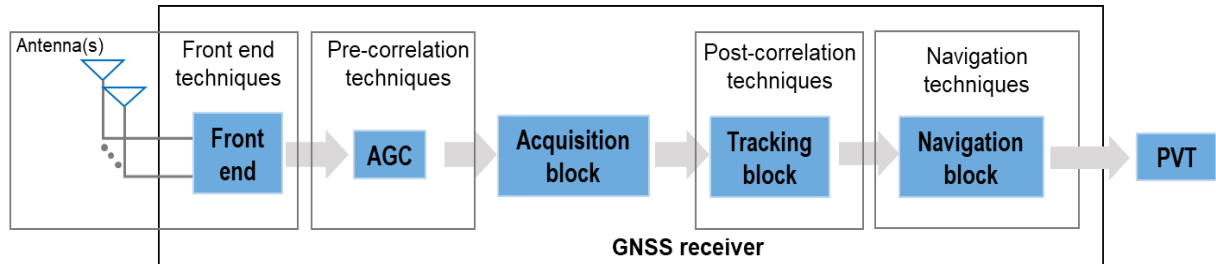 Antenna(s)
Front end
techniques
Front
end
Pre-correlation
techniques
AGC
Acquisition
block
Post-correlation
techniques
Tracking
block
Navigation
techniques
Navigation
block
PVT
GNSS receiver